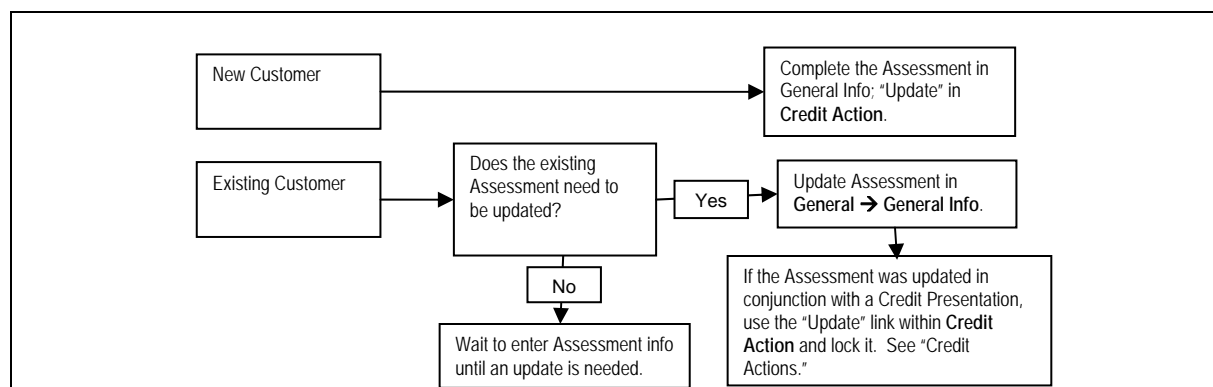 New Customer
Complete the Assessment in
General Info; “Update” in
Credit Action.
Existing Customer
Does the existing
Assessment need to
be updated?
Yes
Update Assessment in
General → General Info.
No
Wait to enter Assessment info
until an update is needed.
If the Assessment was updated in
conjunction with a Credit Presentation,
use the “Update” link within Credit
Action and lock it.  See “Credit
Actions.”